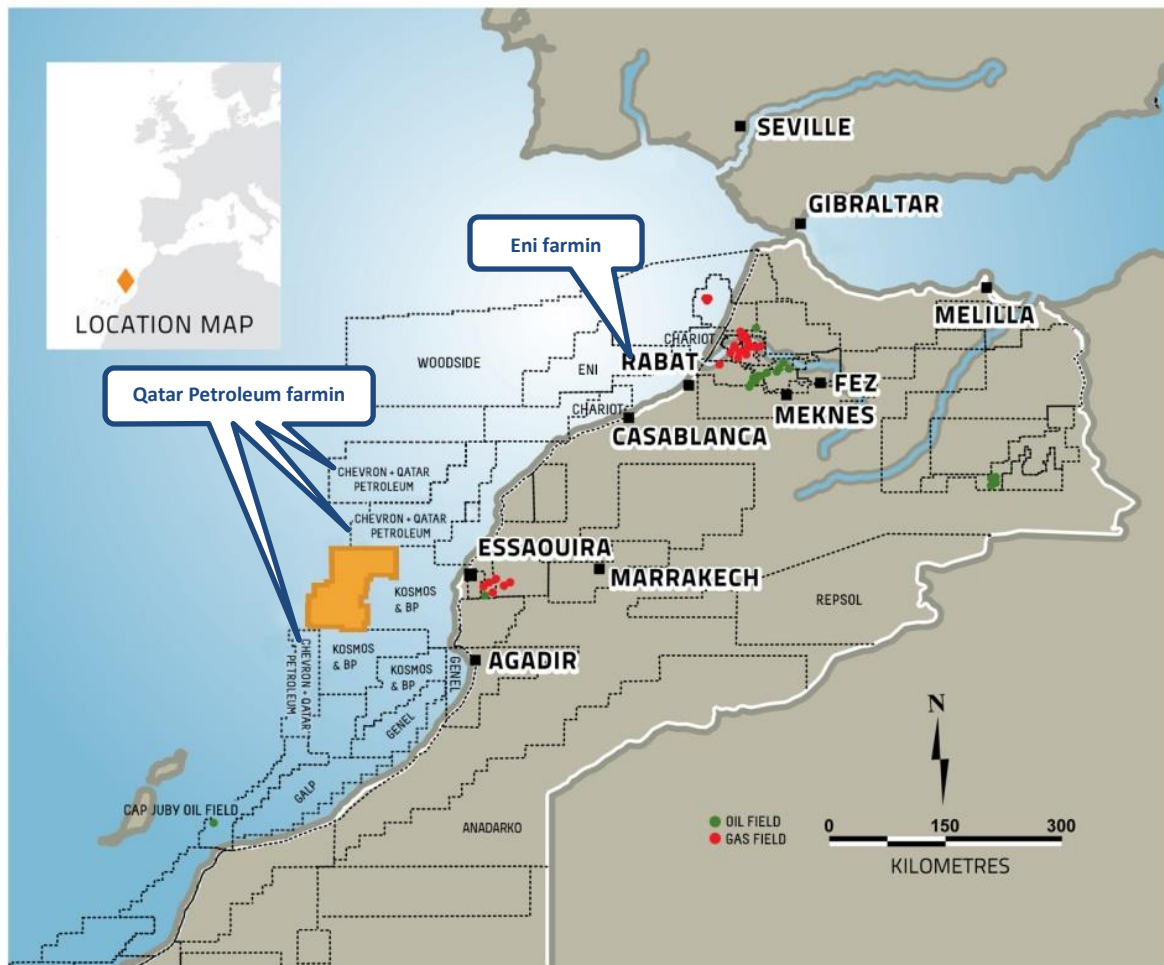 SEVILLE
GIBRALTAR
Eni farmin
LOCATION MAP
MELILLA
CHARIOT
WOODSIDE
ENI
RABAT
FEZ
Qatar Petroleum farmin
MEKNES
CHARIOT
CASABLANCA
CHEVRON + QATAR
PETROLEUM
CHEVRON + QATAR
PETROLEUM
ESSAOUIRA
MARRAKECH
KOSMOS
& BP
REPSOL
CHEVRON + QATAR
PETROLEUM
KOSMOS
& BP
KOSMOS
& BP
GENEL
AGADIR
GENEL
N
GALP
CAP JUBY OIL FIELD
ANADARKO
OIL FIELD
GAS FIELD
0 150 300
KILOMETRES